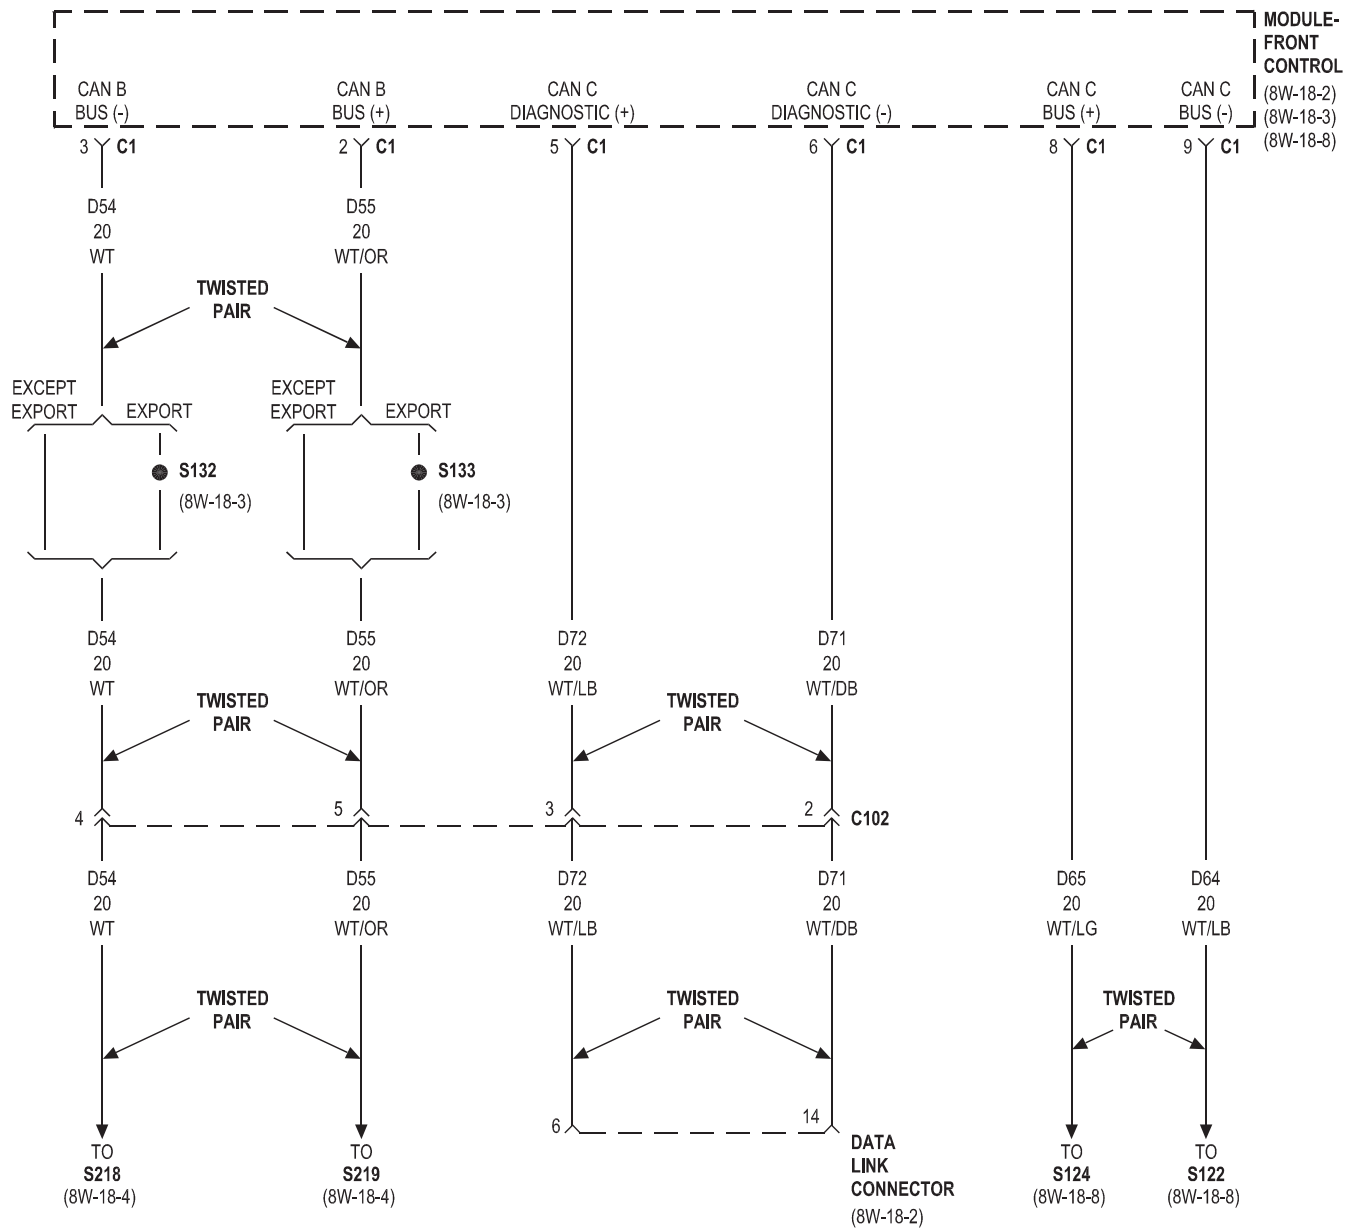 MODULE-
FRONT
CONTROL
(8W-18-2)
(8W-18-3)
(8W-18-8)
CAN B
BUS (-)
CAN B
BUS (+)
CAN C
DIAGNOSTIC (+)
CAN C
DIAGNOSTIC (-)
CAN C
BUS (+)
CAN C
BUS (-)
3 C1
2 C1
5 C1
6 C1
8 C1
9 C1
D54
20
WT
D55
20
WT/OR
TWISTED
PAIR
EXCEPT
EXPORT
EXPORT
EXCEPT
EXPORT
EXPORT
S132
(8W-18-3)
S133
(8W-18-3)
D54
20
WT
D55
20
WT/OR
D72
20
WT/LB
D71
20
WT/DB
TWISTED
PAIR
TWISTED
PAIR
4
5
3
2
C102
D54
20
WT
D55
20
WT/OR
D72
20
WT/LB
D71
20
WT/DB
D65
20
WT/LG
D64
20
WT/LB
TWISTED
PAIR
TWISTED
PAIR
TWISTED
PAIR
6
14
DATA
LINK
CONNECTOR
(8W-18-2)
TO
S218
(8W-18-4)
TO
S219
(8W-18-4)
TO
S124
(8W-18-8)
TO
S122
(8W-18-8)